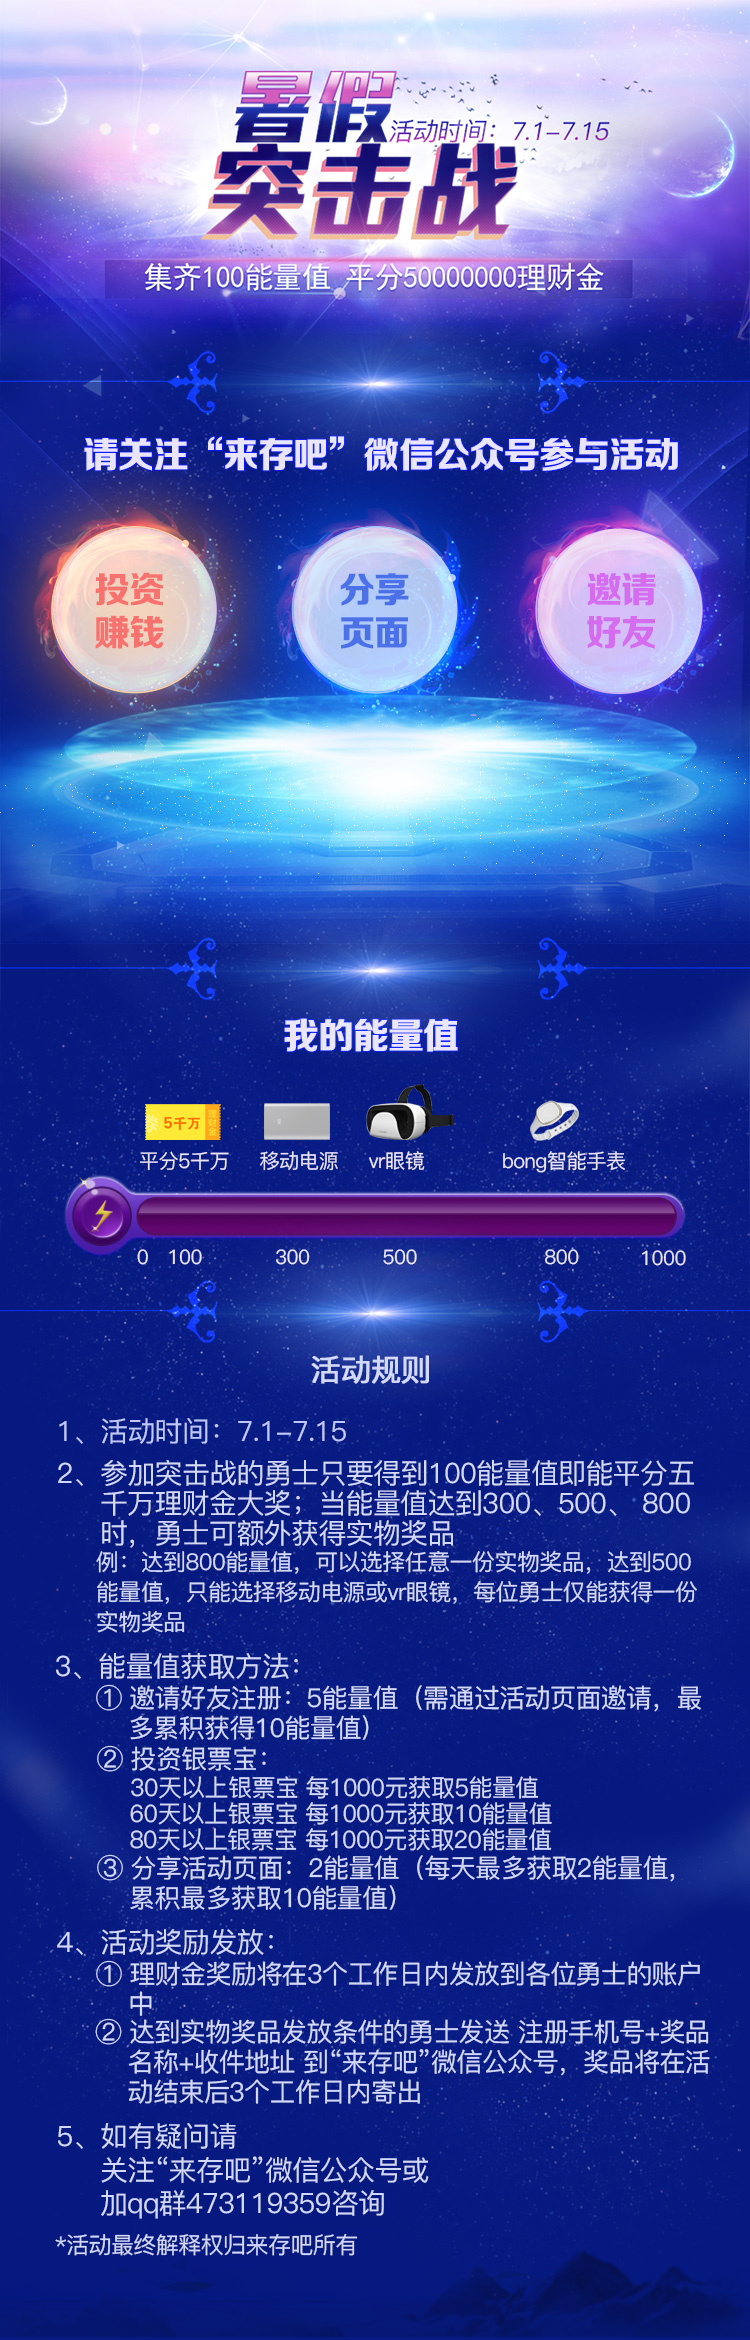 暑假
活动时间：7.1-7.15
突击战
集齐100能量值 平分50000000理财金
请关注“来存吧”微信公众号参与活动
投资
赚钱
分享
页面
邀请
好友
我的能量值
5千万
平分5千万 移动电源 vr眼镜 bong智能手表
0 100 300 500 800 1000
活动规则
1、活动时间：7.1-7.15
2、参加突击战的勇士只要得到100能量值即能平分五
千万理财金大奖；当能量值达到300、500、 800
时，勇士可额外获得实物奖品
例：达到800能量值，可以选择任意一份实物奖品，达到500
能量值，只能选择移动电源或vr眼镜，每位勇士仅能获得一份
实物奖品
3、能量值获取方法：
① 邀请好友注册：5能量值（需通过活动页面邀请，最
多累积获得10能量值）
② 投资银票宝：
30天以上银票宝 每1000元获取5能量值
60天以上银票宝 每1000元获取10能量值
80天以上银票宝 每1000元获取20能量值
③ 分享活动页面：2能量值（每天最多获取2能量值，
累积最多获取10能量值）
4、活动奖励发放：
① 理财金奖励将在3个工作日内发放到各位勇士的账户
中
② 达到实物奖品发放条件的勇士发送 注册手机号+奖品
名称+收件地址 到“来存吧”微信公众号，奖品将在活
动结束后3个工作日内寄出
5、如有疑问请
关注“来存吧”微信公众号或
加qq群473119359咨询
*活动最终解释权归来存吧所有